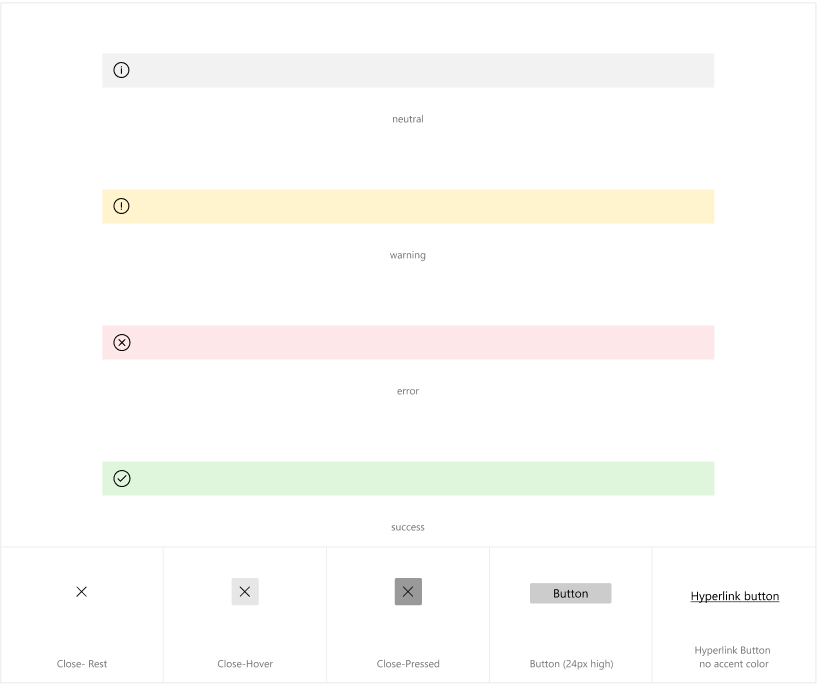 neutral
warning
error
success
Button
Hyperlink button
Close- Rest
Close-Hover
Close-Pressed
Button (24px high)
Hyperlink Button
no accent color